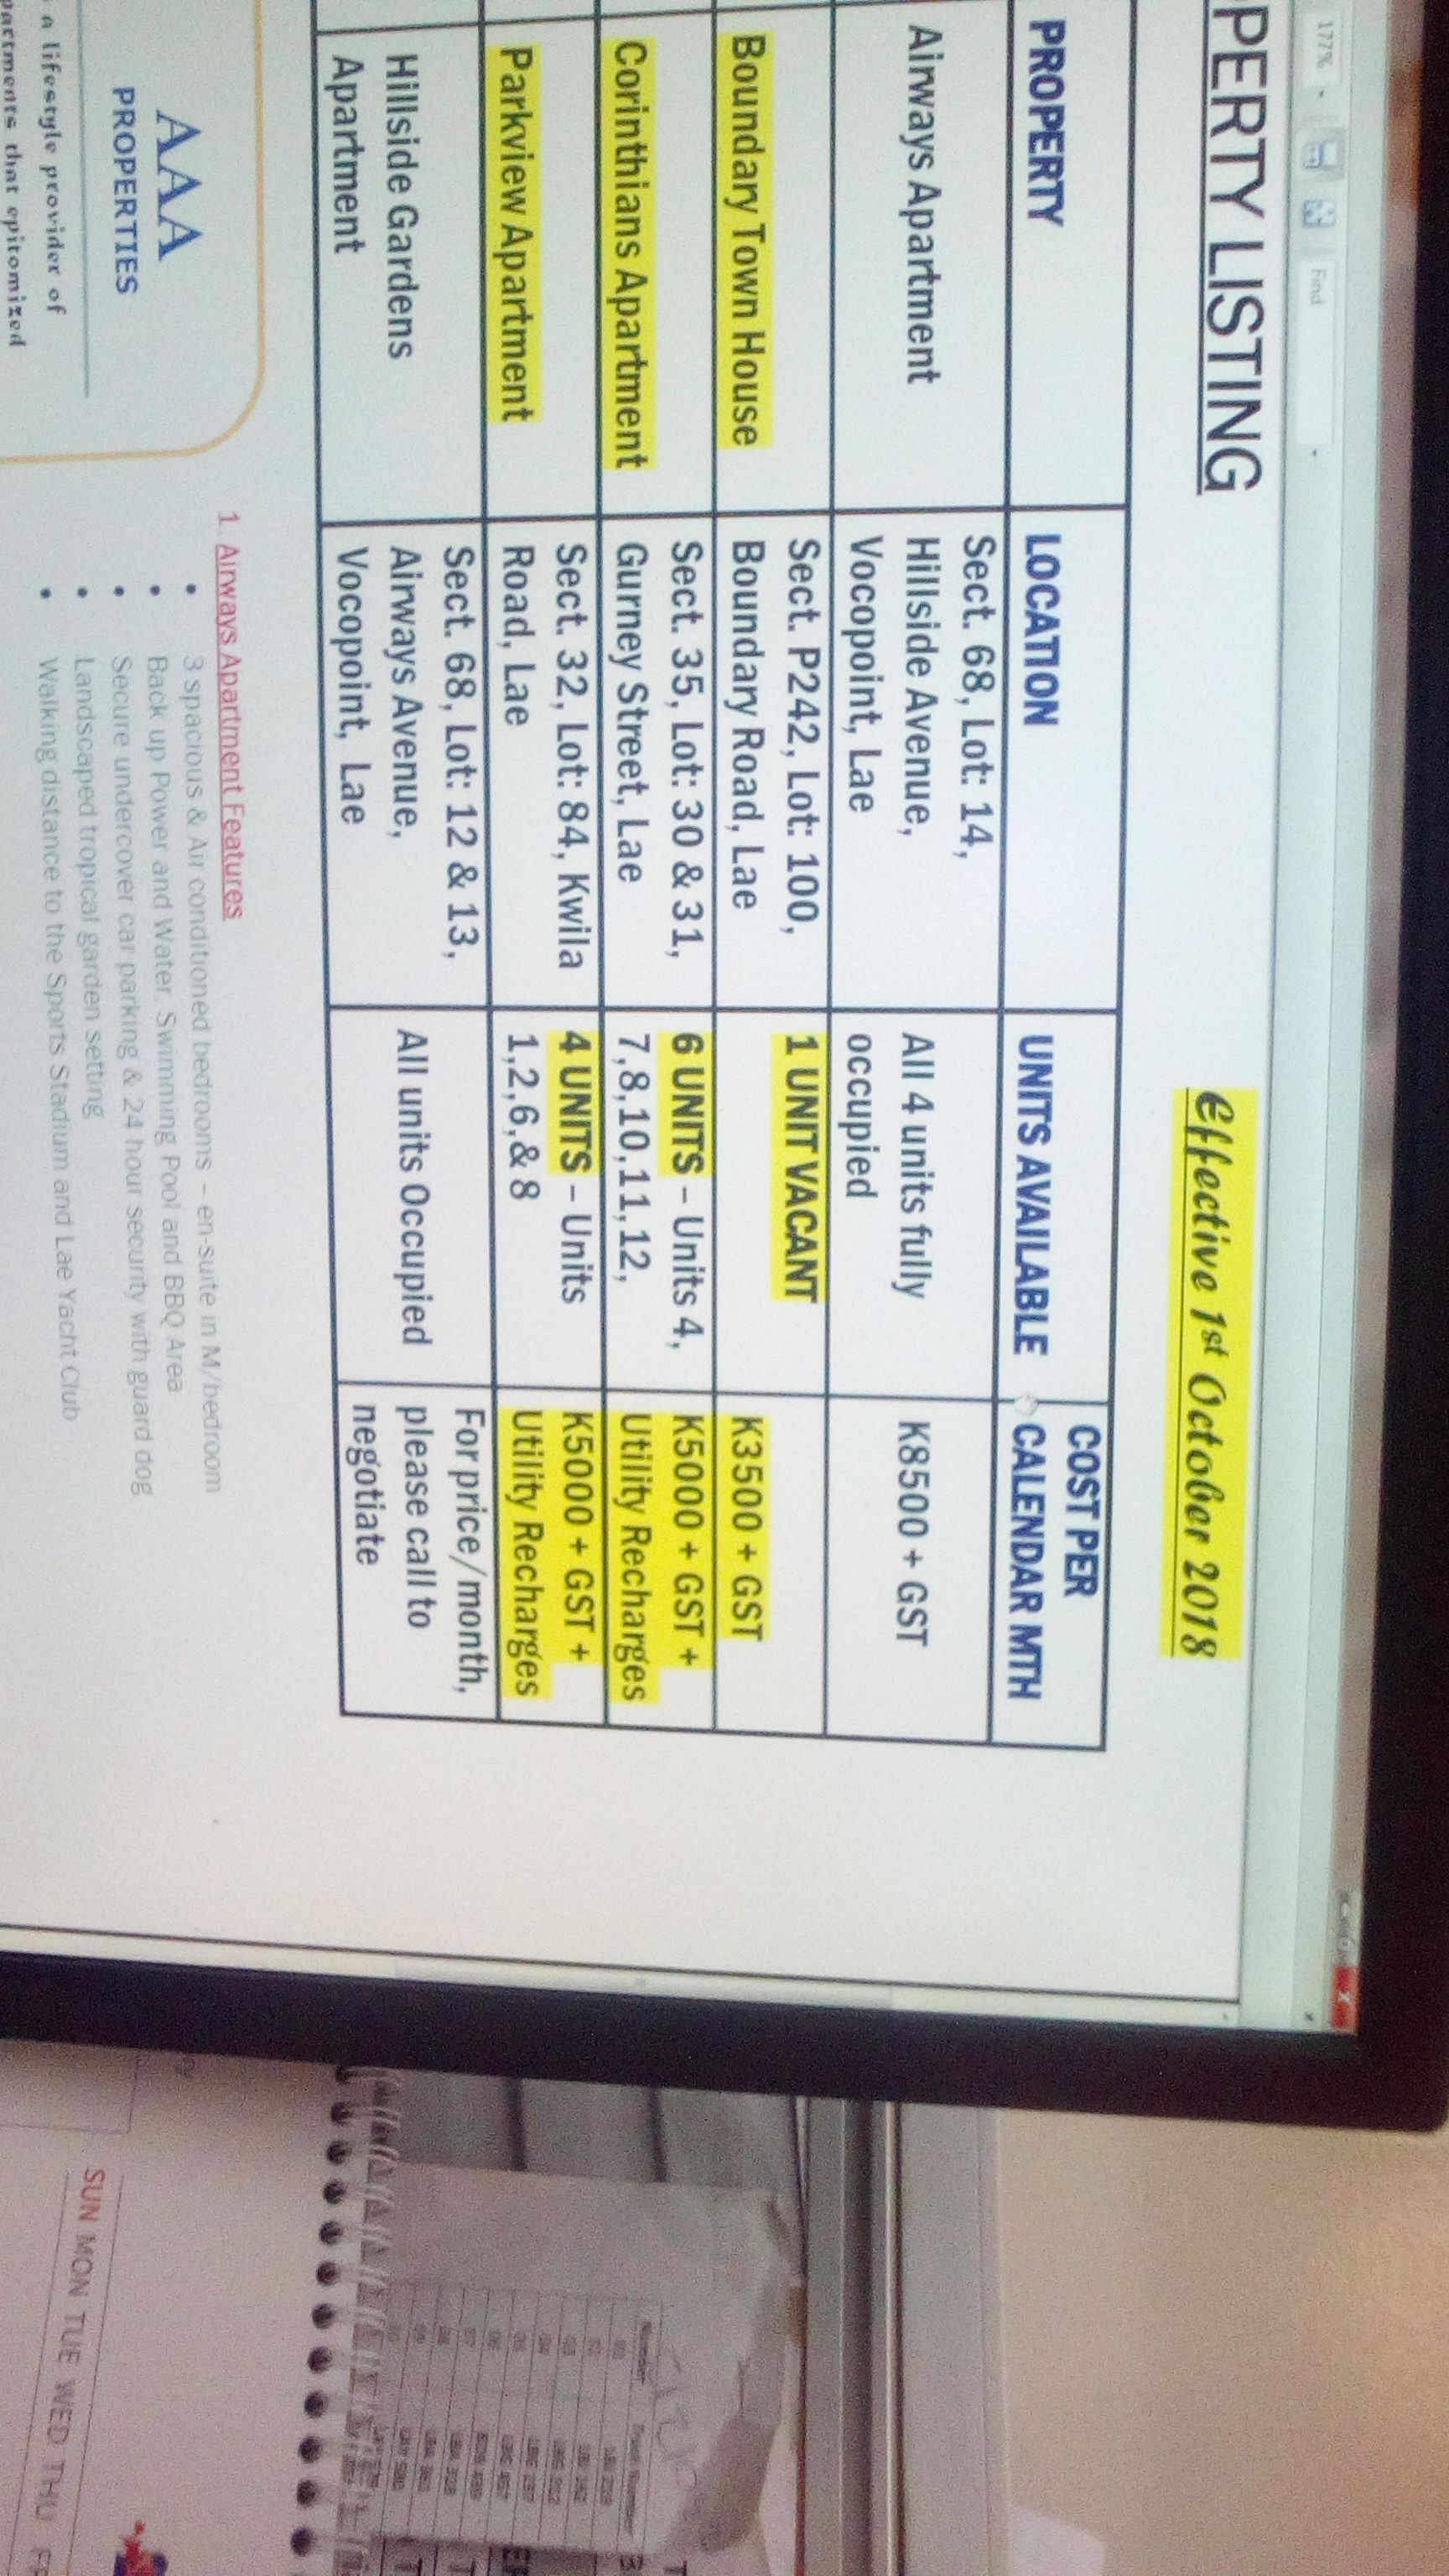 177%
Find
PERTY LISTING
Effective 1st October 2018
PROPERTY
LOCATION
UNITS AVAILABLE
COST PER
CALENDAR MTH
Airways Apartment
Sect. 68, Lot: 14,
Hillside Avenue,
Vocopoint, Lae
All 4 units fully
occupied
K8500 + GST
Boundary Town House
Sect. P242, Lot: 100,
Boundary Road, Lae
1 UNIT VACANT
K3500 + GST
Corinthians Apartment
Sect. 35, Lot: 30 & 31,
Gurney Street, Lae
6 UNITS – Units 4,
7,8,10,11,12,
K5000 + GST +
Utility Recharges
Parkview Apartment
Sect. 32, Lot: 84, Kwila
Road, Lae
4 UNITS – Units
1,2,6,& 8
K5000 + GST +
Utility Recharges
Hillside Gardens
Apartment
Sect. 68, Lot: 12 & 13,
Airways Avenue,
Vocopoint, Lae
All units Occupied
For price/month,
please call to
negotiate
AAA
PROPERTIES
a lifestyle provider of
partments that epitomized
1. Airways Apartment Features
• 3 spacious & Air conditioned bedrooms – en-suite in M/bedroom
• Back up Power and Water. Swimming Pool and BBQ Area
• Secure undercover car parking & 24 hour security with guard dog
• Landscaped tropical garden setting
• Walking distance to the Sports Stadium and Lae Yacht Club
SUN MON TUE WED THU